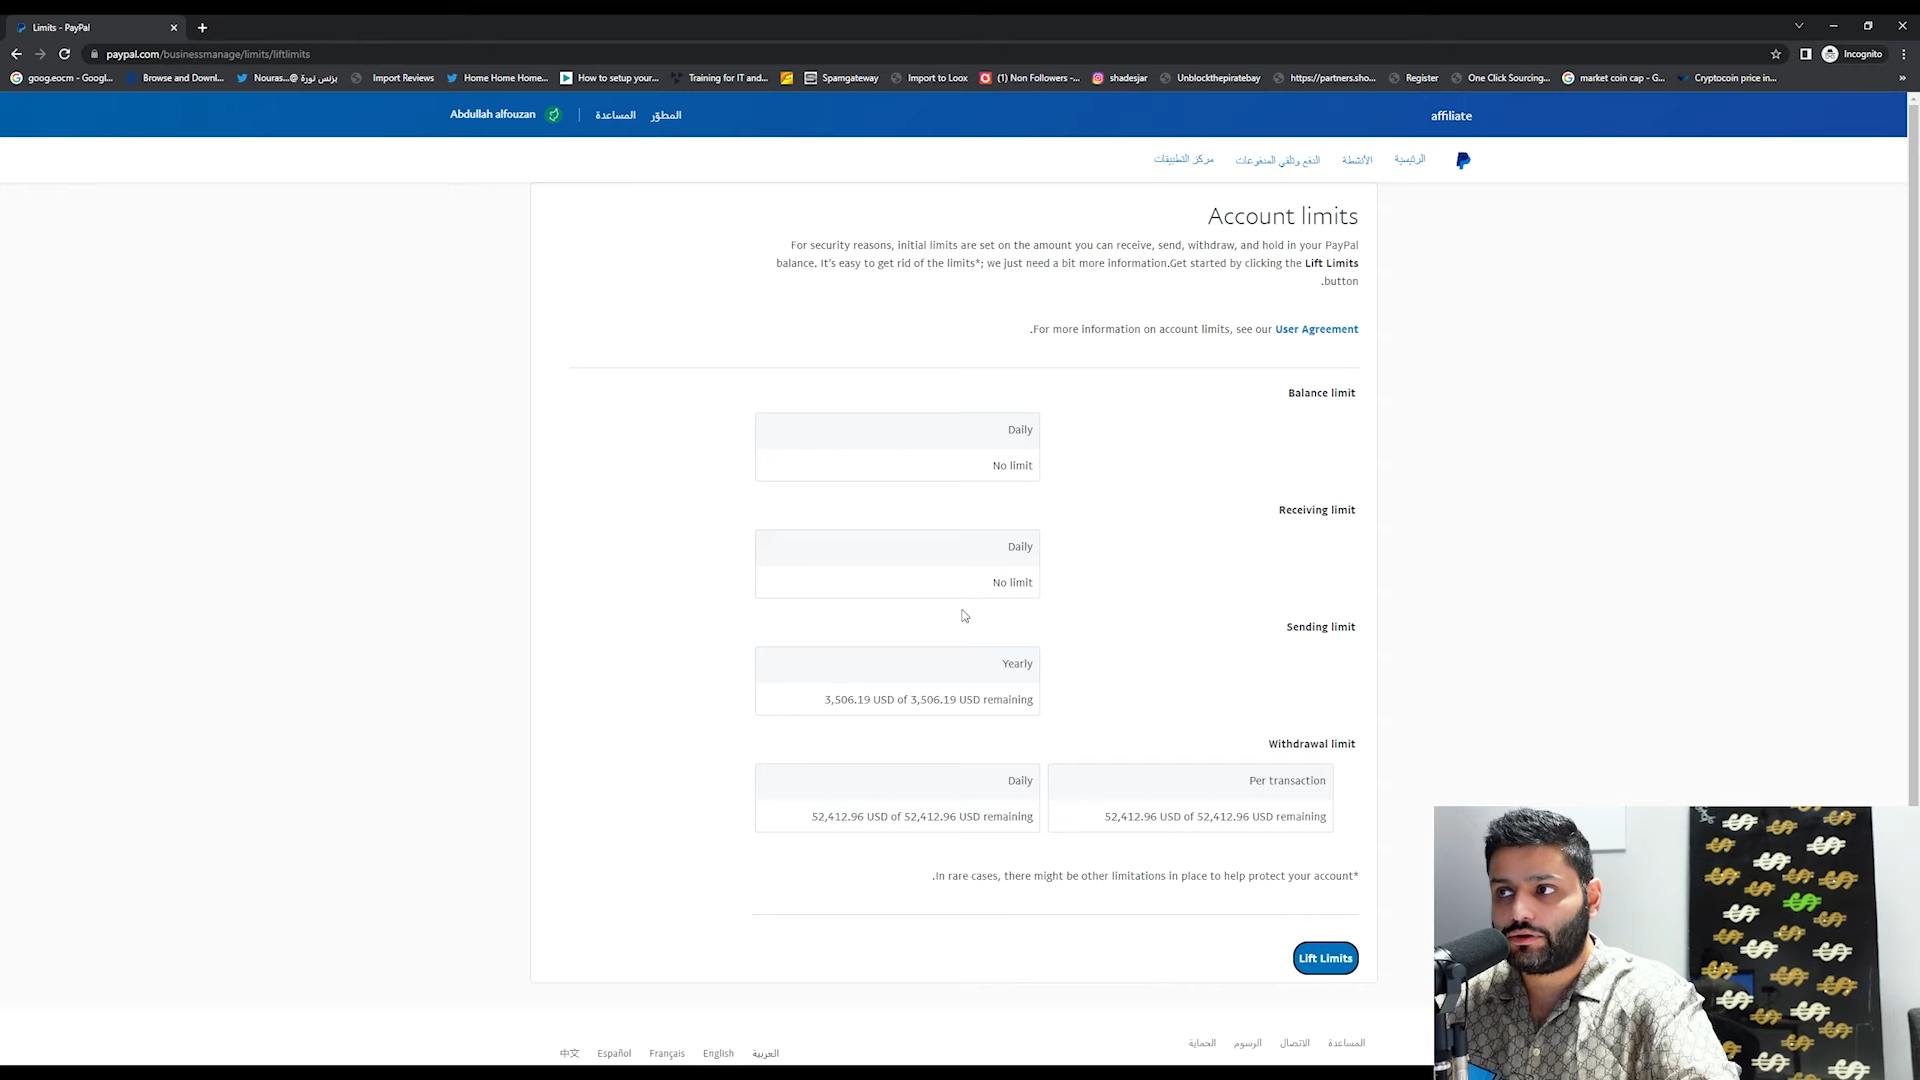 Limits - PayPal
paypal.com/businessmanage/limits/liftlimits
Incognito
goog.eocm - Googl...
Browse and Downl...
Nouras... @بزنس نورة
Import Reviews
Home Home Home...
How to setup your...
Training for IT and...
Spamgateway
Import to Loox
(1) Non Followers -...
shadesjar
Unblockthepiratebay
https://partners.sho...
Register
One Click Sourcing...
market coin cap - G...
Cryptocoin price in...
affiliate
المطوّر
المساعدة
Abdullah alfouzan
الرئيسية
الأنشطة
الدفع وتلقي المدفوعات
مركز التطبيقات
Account limits
For security reasons, initial limits are set on the amount you can receive, send, withdraw, and hold in your PayPal
balance. It's easy to get rid of the limits*; we just need a bit more information.Get started by clicking the Lift Limits
.button
.For more information on account limits, see our User Agreement
Balance limit
Daily
No limit
Receiving limit
Daily
No limit
Sending limit
Yearly
3,506.19 USD of 3,506.19 USD remaining
Withdrawal limit
Per transaction
52,412.96 USD of 52,412.96 USD remaining
Daily
52,412.96 USD of 52,412.96 USD remaining
.In rare cases, there might be other limitations in place to help protect your account*
Lift Limits
المساعدة
الاتصال
الرسوم
الحماية
العربية
English
Français
Español
中文